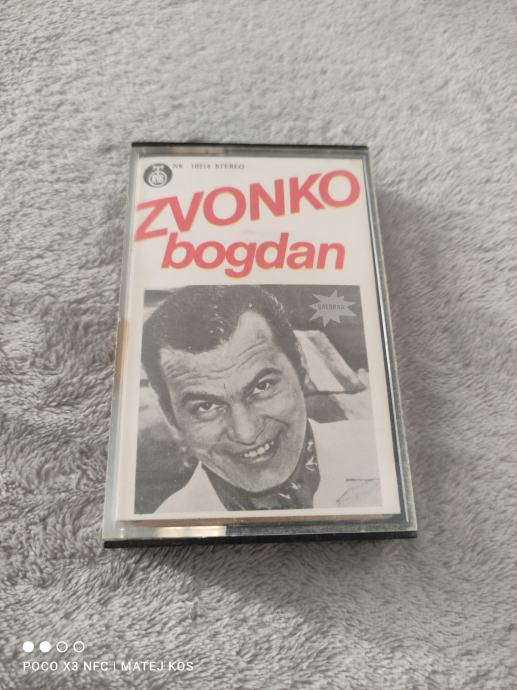 NK 10214 STEREO
ZVONKO
bogdan
SREBRNA
POCO X3 NFC | MATEJ KOS